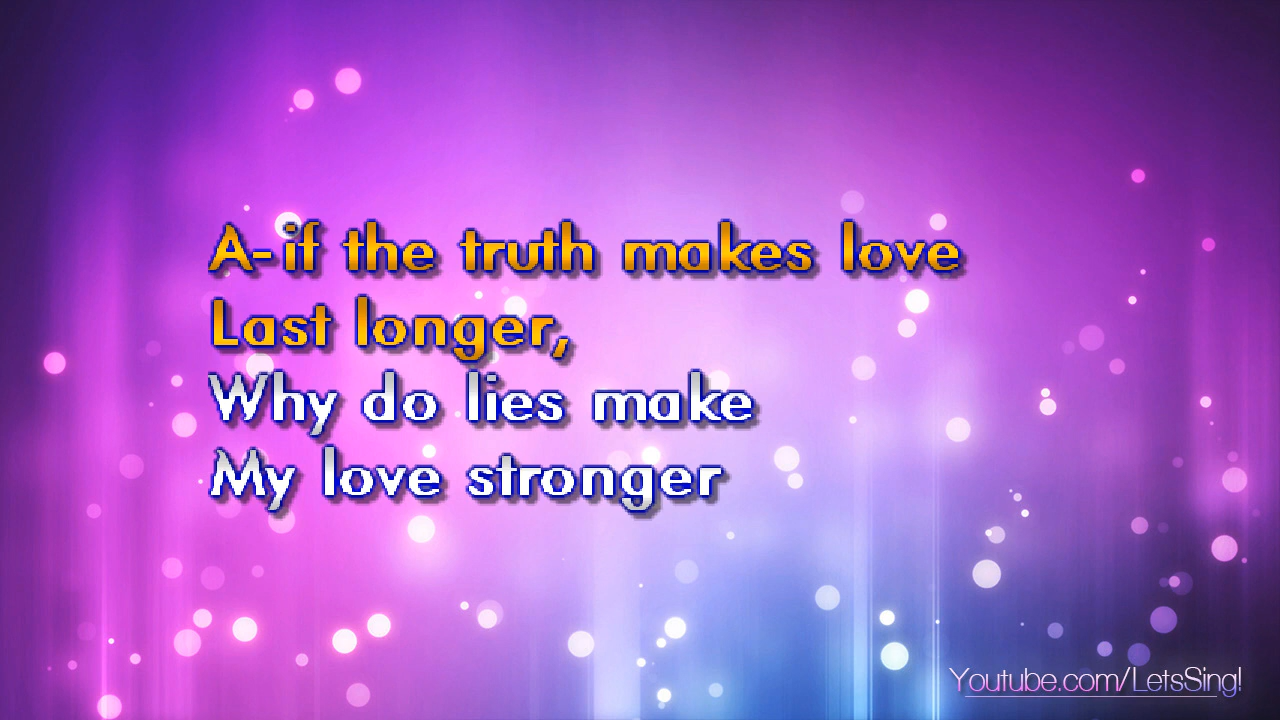 A-if the truth makes love
Last longer,
Why do lies make
My love stronger
Youtube.com/LetsSing!